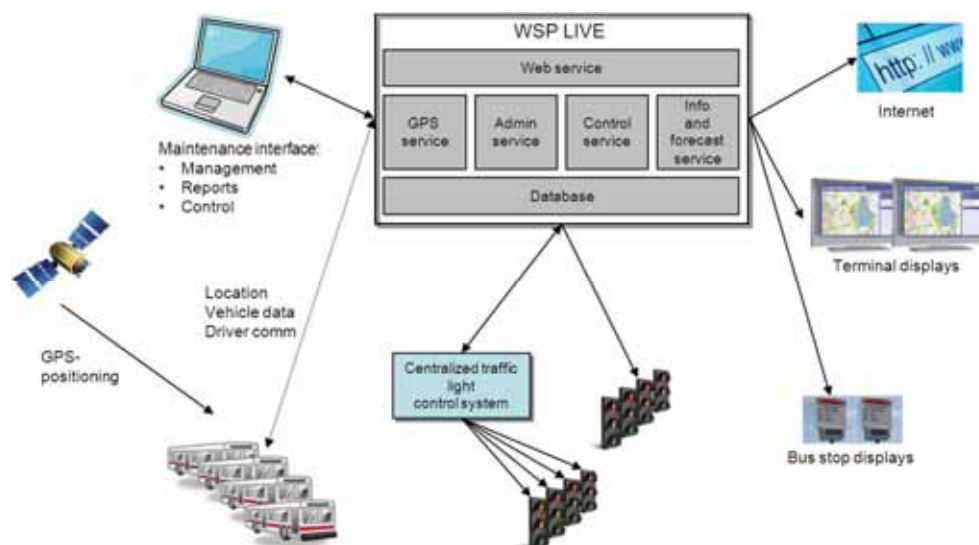 WSP LIVE
Web service
GPS
service
Admin
service
Control
service
Info
and
forecast
service
Database
Maintenance interface:
• Management
• Reports
• Control
Location
Vehicle data
Driver comm
GPS-
positioning
Centralized traffic
light
control system
http: // www
Internet
Terminal displays
Bus stop displays